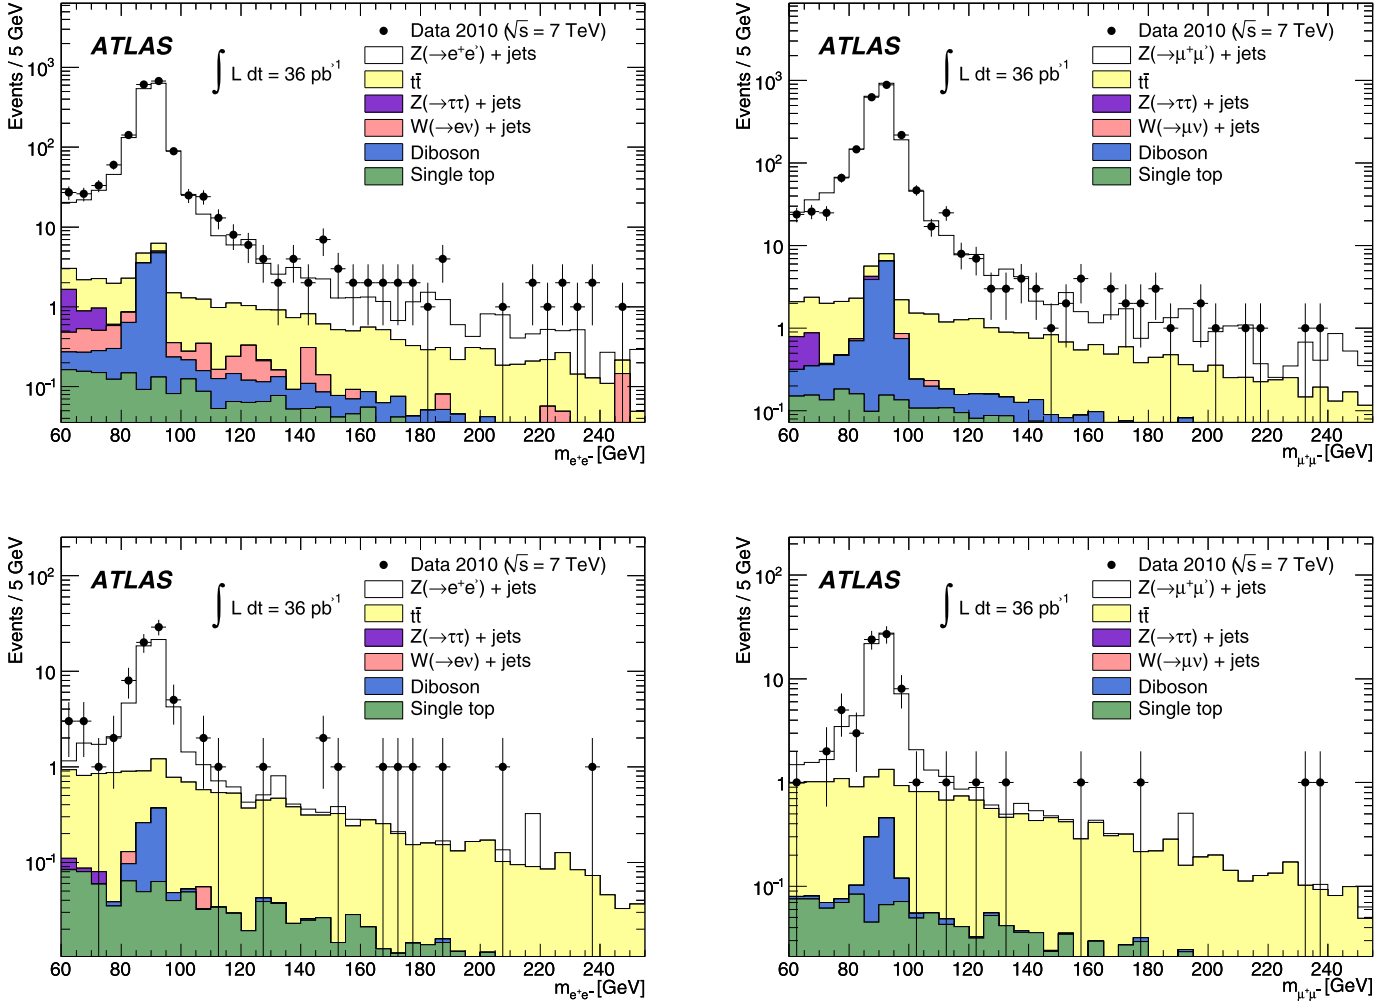 Events / 5 GeV
ATLAS
∫ L dt = 36 pb⁻¹
Data 2010 (√s = 7 TeV)
Z(→e⁺e⁻) + jets
tt̄
Z(→ττ) + jets
W(→eν) + jets
Diboson
Single top
10³
10²
10
1
10⁻¹
60 80 100 120 140 160 180 200 220 240
m_e⁺e⁻ [GeV]
Events / 5 GeV
ATLAS
∫ L dt = 36 pb⁻¹
Data 2010 (√s = 7 TeV)
Z(→μ⁺μ⁻) + jets
tt̄
Z(→ττ) + jets
W(→μν) + jets
Diboson
Single top
10³
10²
10
1
10⁻¹
60 80 100 120 140 160 180 200 220 240
m_μ⁺μ⁻ [GeV]
Events / 5 GeV
ATLAS
∫ L dt = 36 pb⁻¹
Data 2010 (√s = 7 TeV)
Z(→e⁺e⁻) + jets
tt̄
Z(→ττ) + jets
W(→eν) + jets
Diboson
Single top
10²
10
1
10⁻¹
60 80 100 120 140 160 180 200 220 240
m_e⁺e⁻ [GeV]
Events / 5 GeV
ATLAS
∫ L dt = 36 pb⁻¹
Data 2010 (√s = 7 TeV)
Z(→μ⁺μ⁻) + jets
tt̄
Z(→ττ) + jets
W(→μν) + jets
Diboson
Single top
10²
10
1
10⁻¹
60 80 100 120 140 160 180 200 220 240
m_μ⁺μ⁻ [GeV]